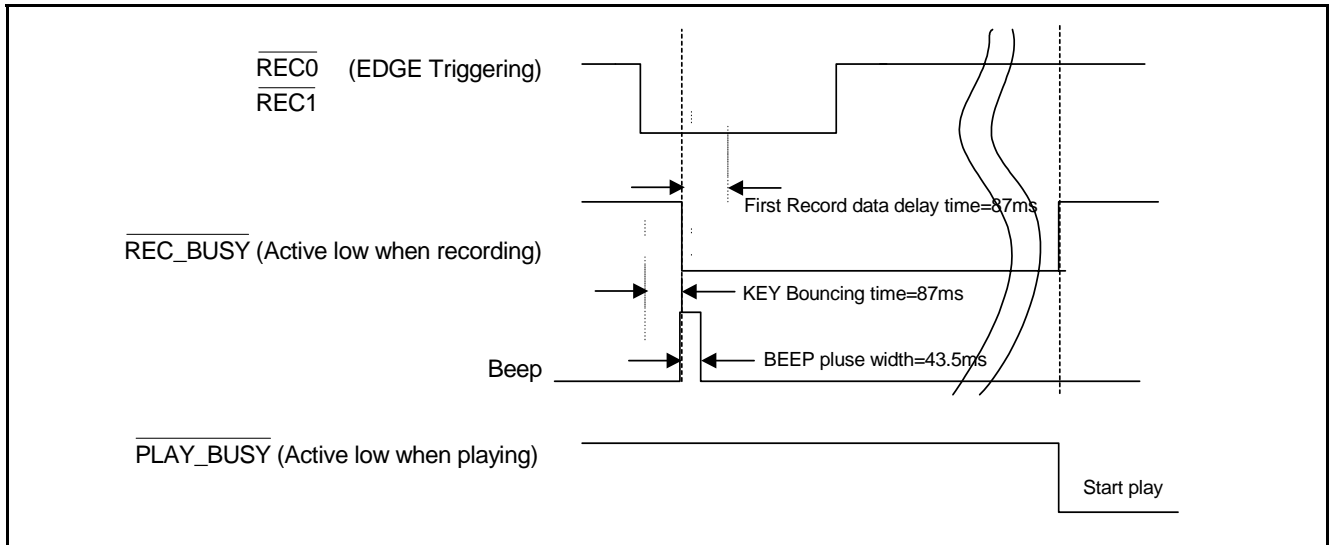 REC0 (EDGE Triggering)
REC1
First Record data delay time=87ms
REC_BUSY (Active low when recording)
KEY Bouncing time=87ms
Beep
BEEP pluse width=43.5ms
PLAY_BUSY (Active low when playing)
Start play